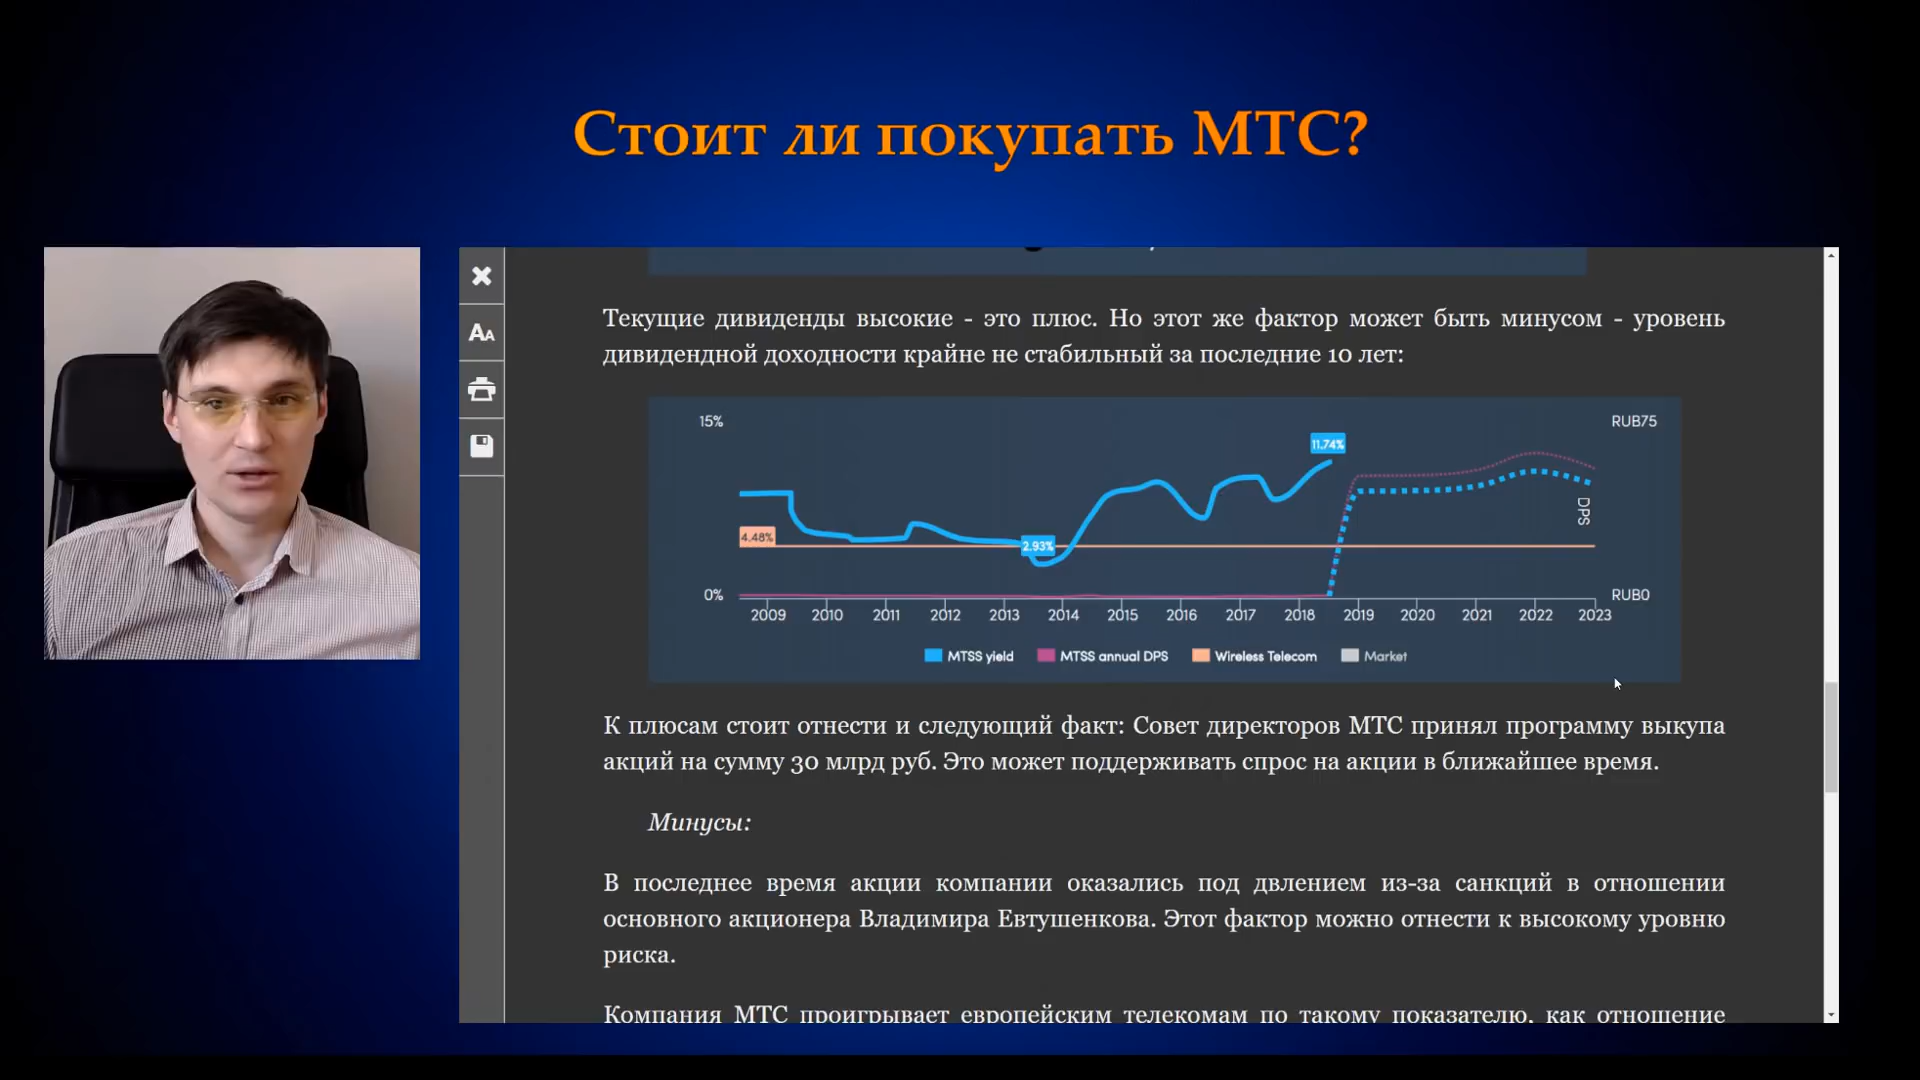 Стоит ли покупать МТС?
AA
Текущие дивиденды высокие - это плюс. Но этот же фактор может быть минусом - уровень
дивидендной доходности крайне не стабильный за последние 10 лет:
15%
RUB75
11.74%
4.48%
2.93%
DPS
0%
RUB0
2009 2010 2011 2012 2013 2014 2015 2016 2017 2018 2019 2020 2021 2022 2023
MTSS yield MTSS annual DPS Wireless Telecom Market
К плюсам стоит отнести и следующий факт: Совет директоров МТС принял программу выкупа
акций на сумму 30 млрд руб. Это может поддерживать спрос на акции в ближайшее время.
Минусы:
В последнее время акции компании оказались под двлением из-за санкций в отношении
основного акционера Владимира Евтушенкова. Этот фактор можно отнести к высокому уровню
риска.
Компания МТС проигрывает европейским телекомам по такому показателю, как отношение